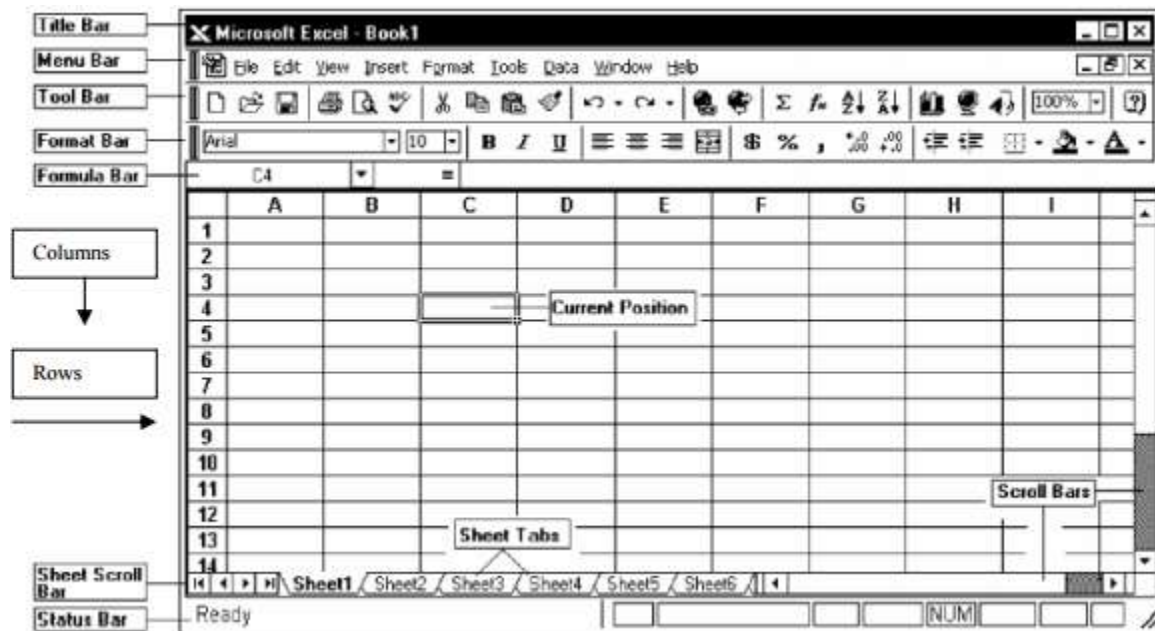 Title Bar
Microsoft Excel - Book1
Menu Bar
File Edit View Insert Format Tools Data Window Help
Tool Bar
100%
Format Bar
Arial 10 B I U $ % ,
Formula Bar
C4 =
A B C D E F G H I
1
2
Columns
3
4 Current Position
5
6
Rows
7
8
9
10
11 Scroll Bars
12
13 Sheet Tabs
14
Sheet Scroll
Bar
Sheet1 Sheet2 Sheet3 Sheet4 Sheet5 Sheet6
Status Bar
Ready NUM